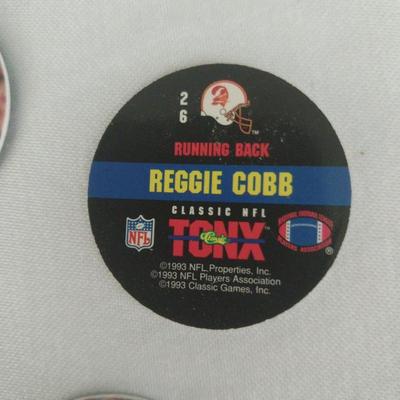 26
RUNNING BACK
REGGIE COBB
CLASSIC NFL
NFL
TONX™
Classic
©1993 NFL Properties, Inc.
©1993 NFL Players Association
©1993 Classic Games, Inc.